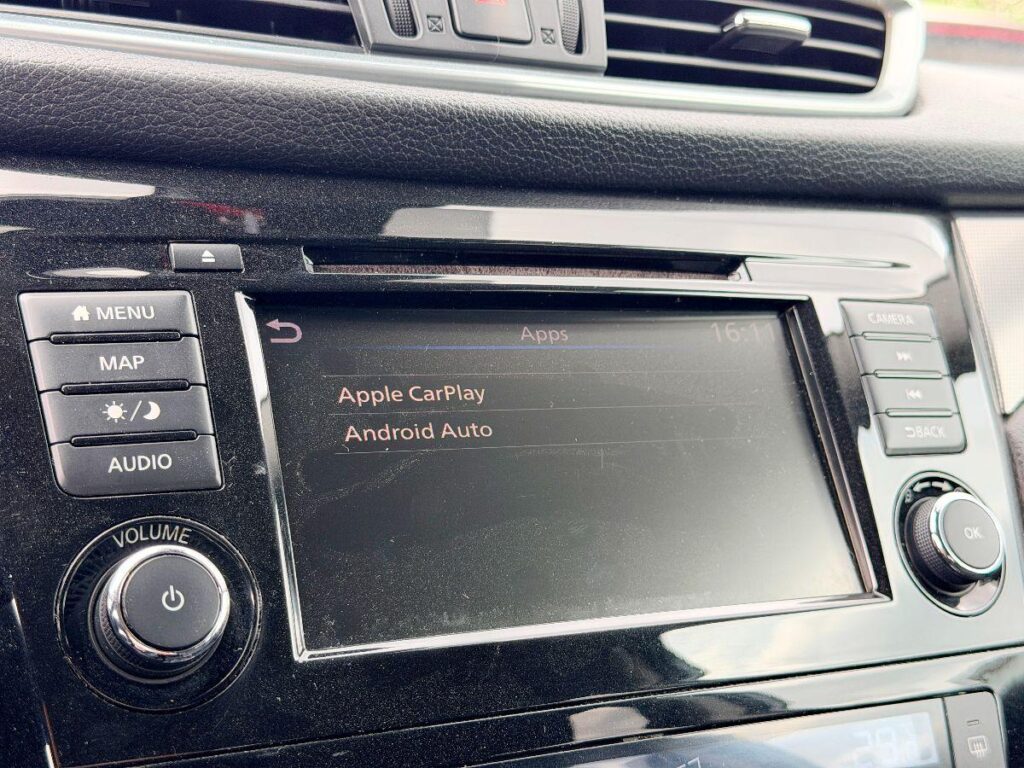 MENU
MAP
AUDIO
VOLUME
Apps
16:11
Apple CarPlay
Android Auto
CAMERA
BACK
OK